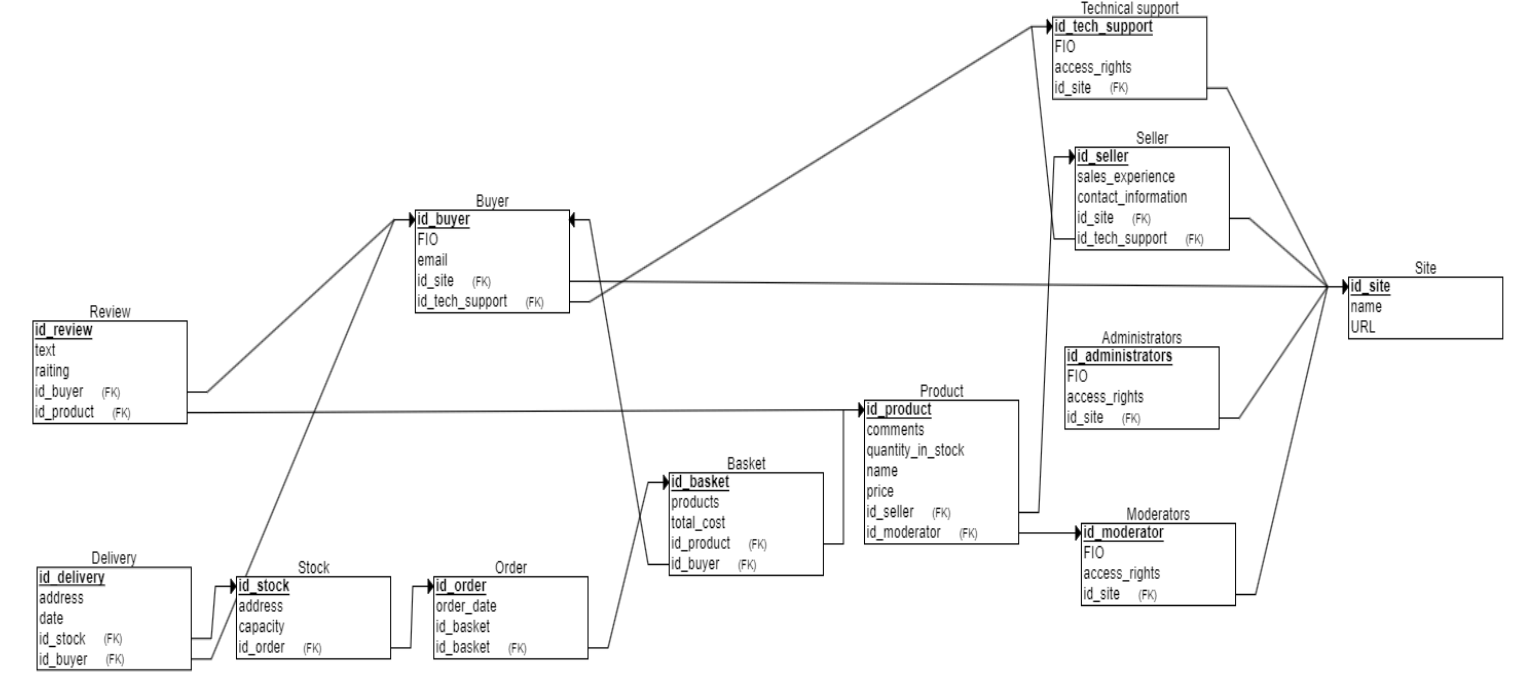 Technical support
id_tech_support
FIO
access_rights
id_site (FK)
Seller
id_seller
sales_experience
contact_information
id_site (FK)
id_tech_support (FK)
Buyer
id_buyer
FIO
email
id_site (FK)
id_tech_support (FK)
Site
id_site
name
URL
Review
id_review
text
raiting
id_buyer (FK)
id_product (FK)
Administrators
id_administrators
FIO
access_rights
id_site (FK)
Product
id_product
comments
quantity_in_stock
name
price
id_seller (FK)
id_moderator (FK)
Basket
id_basket
products
total_cost
id_product (FK)
id_buyer (FK)
Moderators
id_moderator
FIO
access_rights
id_site (FK)
Delivery
id_delivery
address
date
id_stock (FK)
id_buyer (FK)
Stock
id_stock
address
capacity
id_order (FK)
Order
id_order
order_date
id_basket
id_basket (FK)